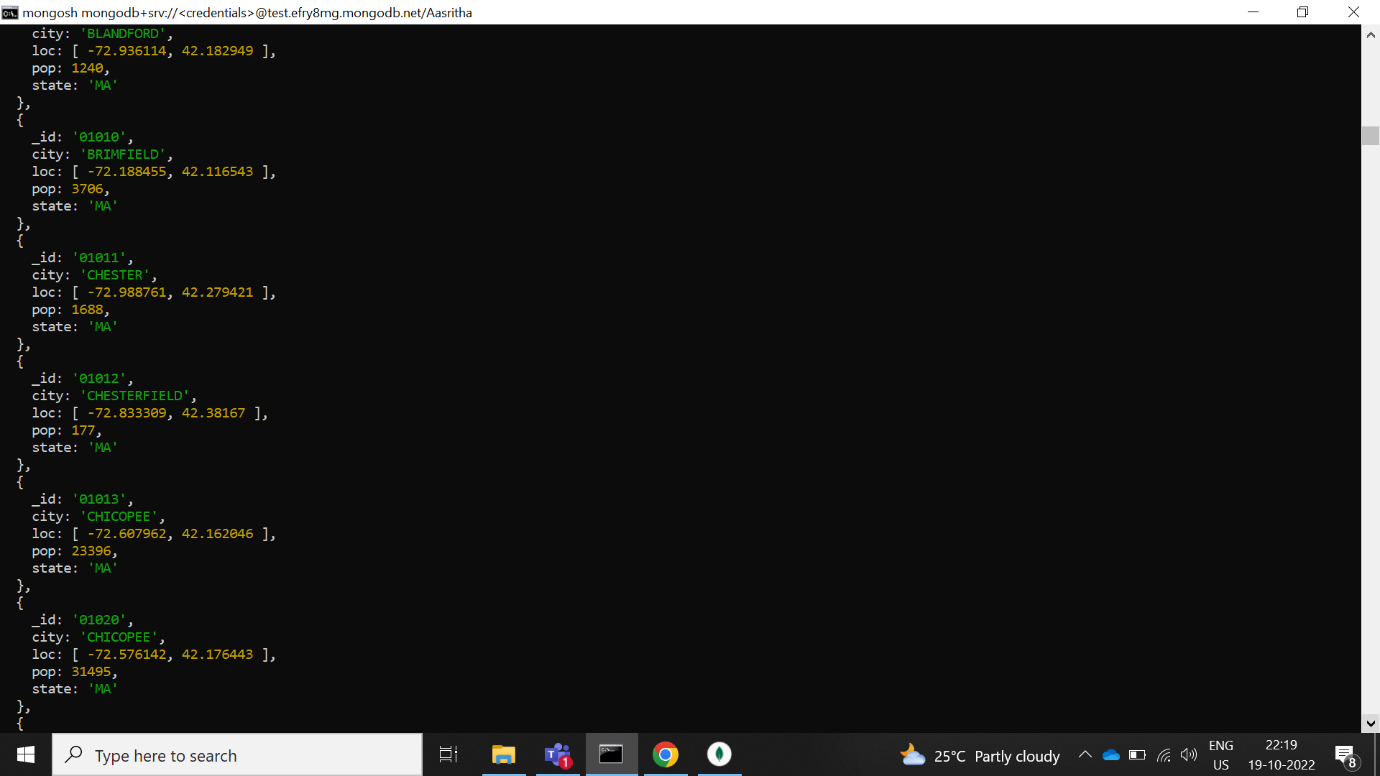 mongosh mongodb+srv://<credentials>@test.efry8mg.mongodb.net/Aasritha
city: 'BLANDFORD',
loc: [ -72.936114, 42.182949 ],
pop: 1240,
state: 'MA'
},
{
_id: '01010',
city: 'BRIMFIELD',
loc: [ -72.188455, 42.116543 ],
pop: 3706,
state: 'MA'
},
{
_id: '01011',
city: 'CHESTER',
loc: [ -72.988761, 42.279421 ],
pop: 1688,
state: 'MA'
},
{
_id: '01012',
city: 'CHESTERFIELD',
loc: [ -72.833309, 42.38167 ],
pop: 177,
state: 'MA'
},
{
_id: '01013',
city: 'CHICOPEE',
loc: [ -72.607962, 42.162046 ],
pop: 23396,
state: 'MA'
},
{
_id: '01020',
city: 'CHICOPEE',
loc: [ -72.576142, 42.176443 ],
pop: 31495,
state: 'MA'
},
{
Type here to search
1
25°C Partly cloudy
ENG
US
22:19
19-10-2022
8